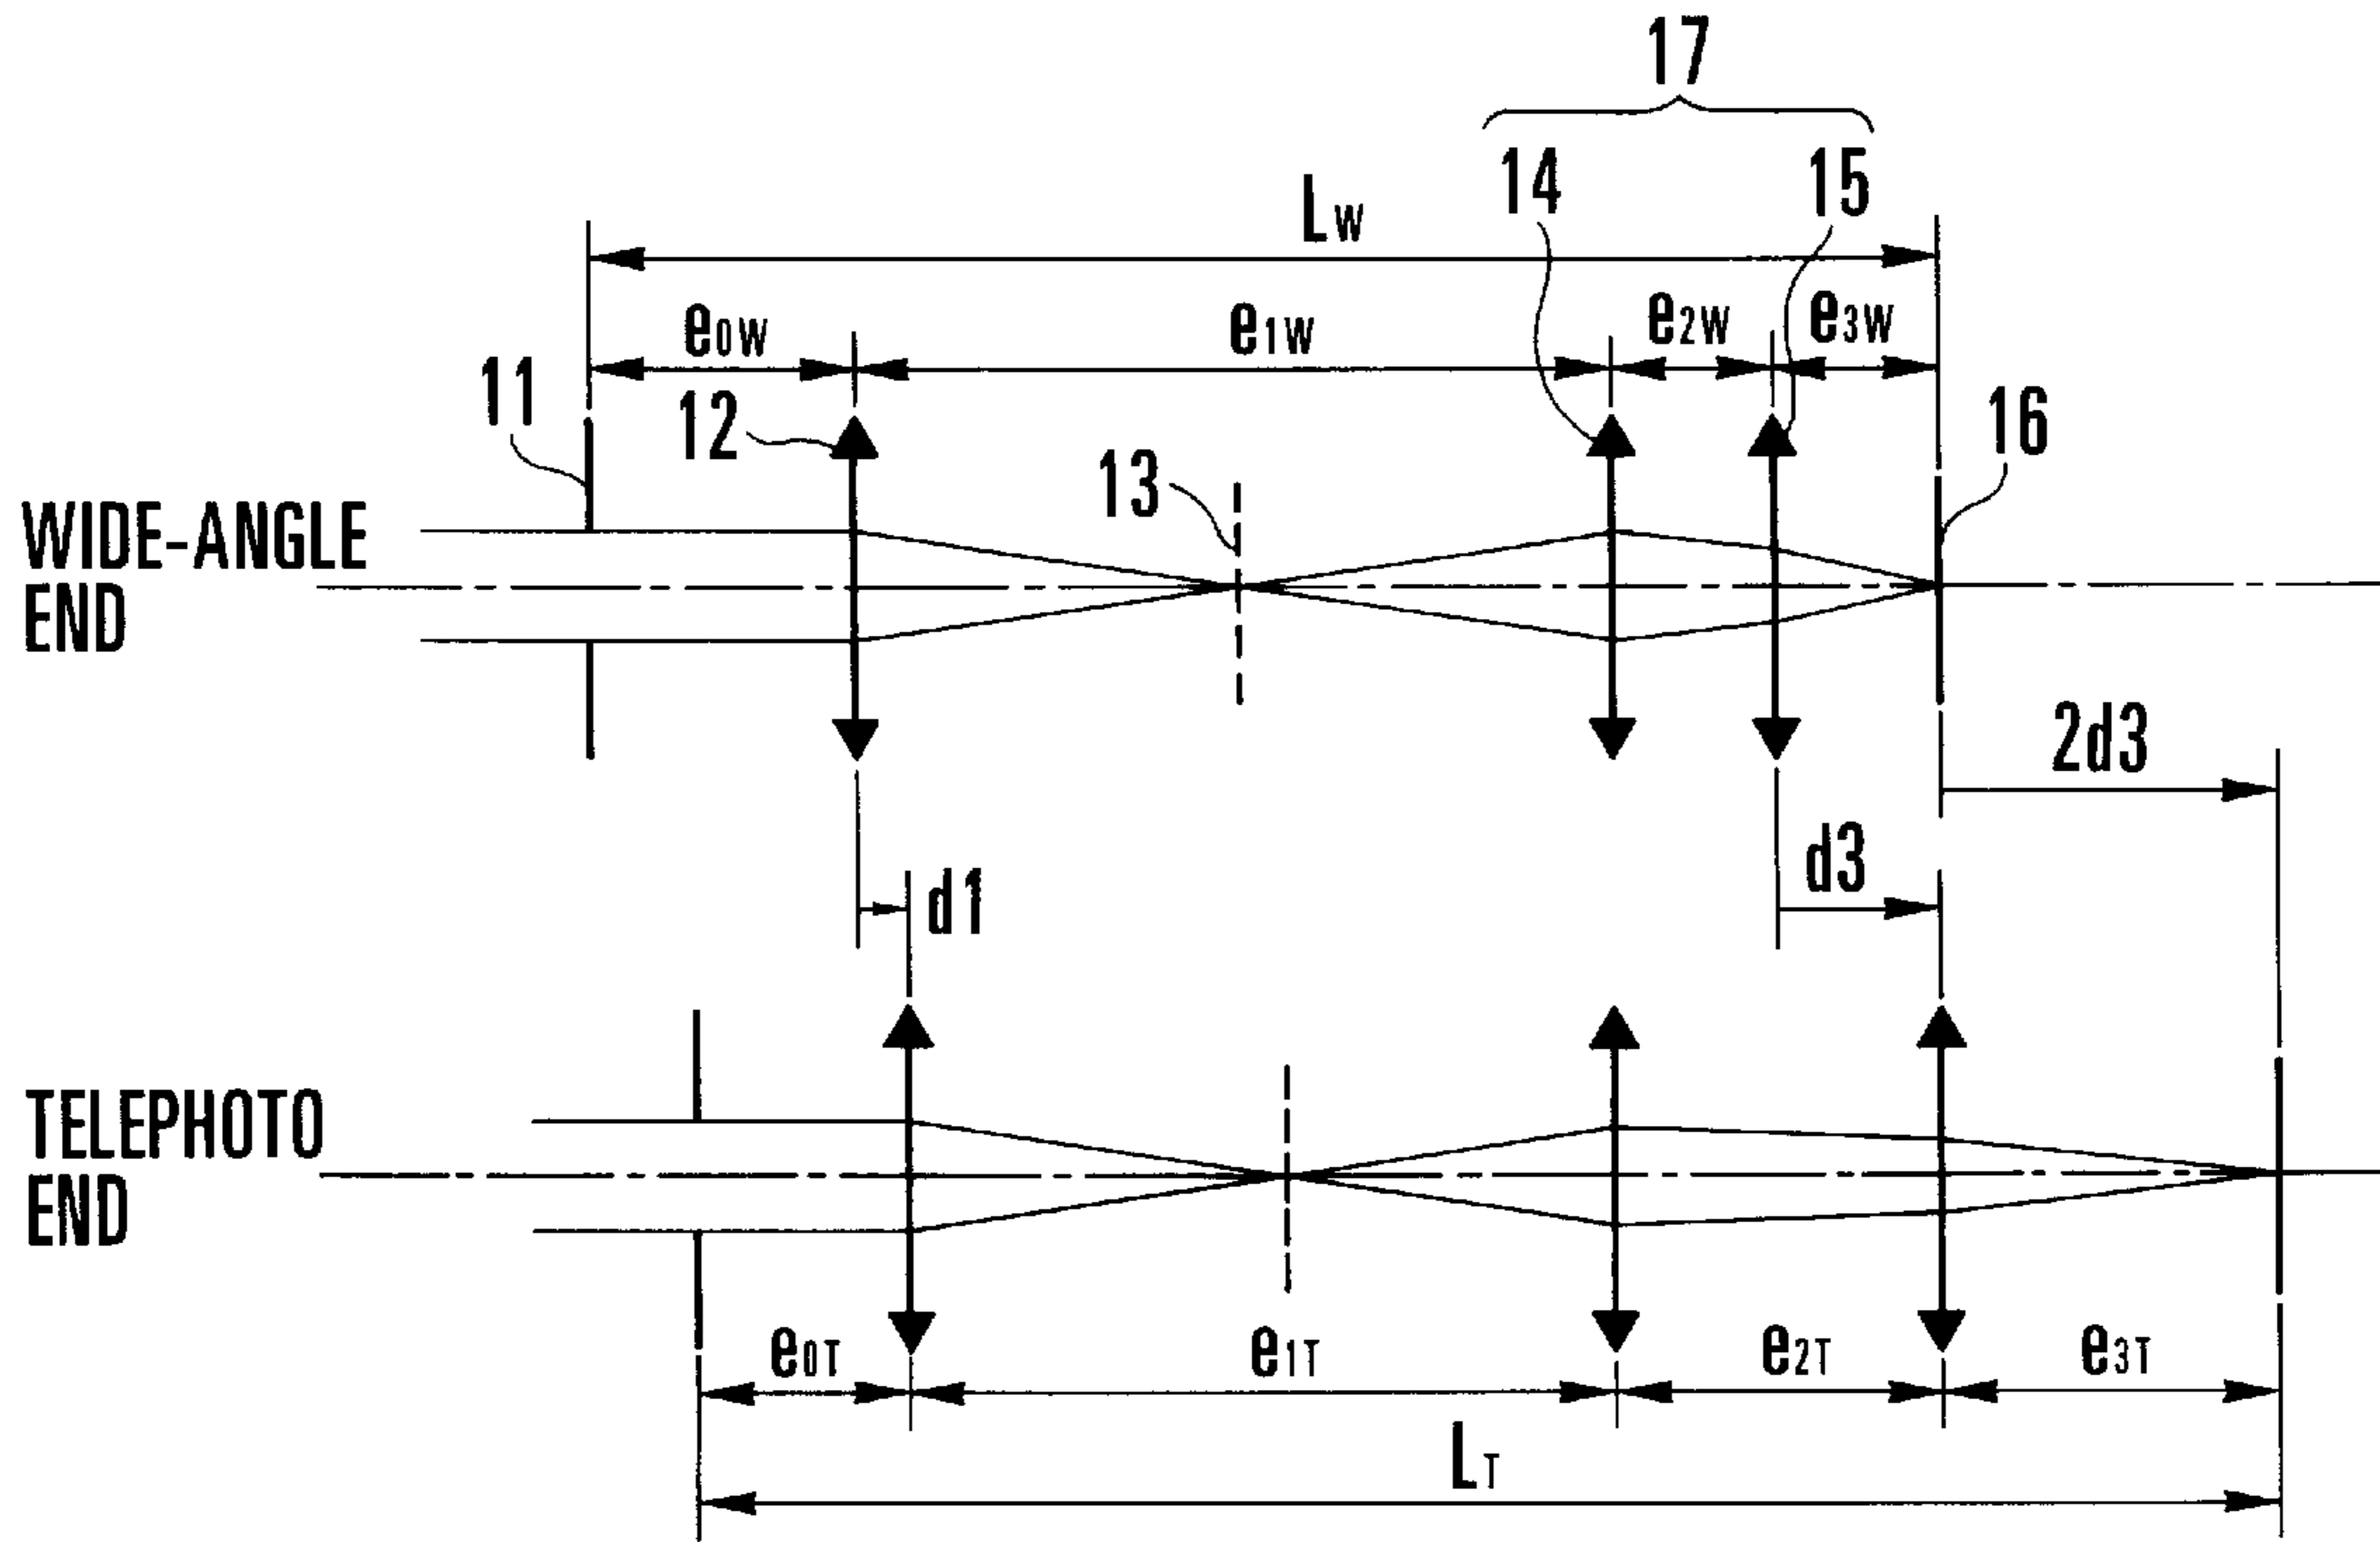 17
14 15
LW
e0W e1W e2W e3W
11 12 13 16
WIDE-ANGLE
END
2d3
d3
d1
TELEPHOTO
END
e0T e1T e2T e3T
LT